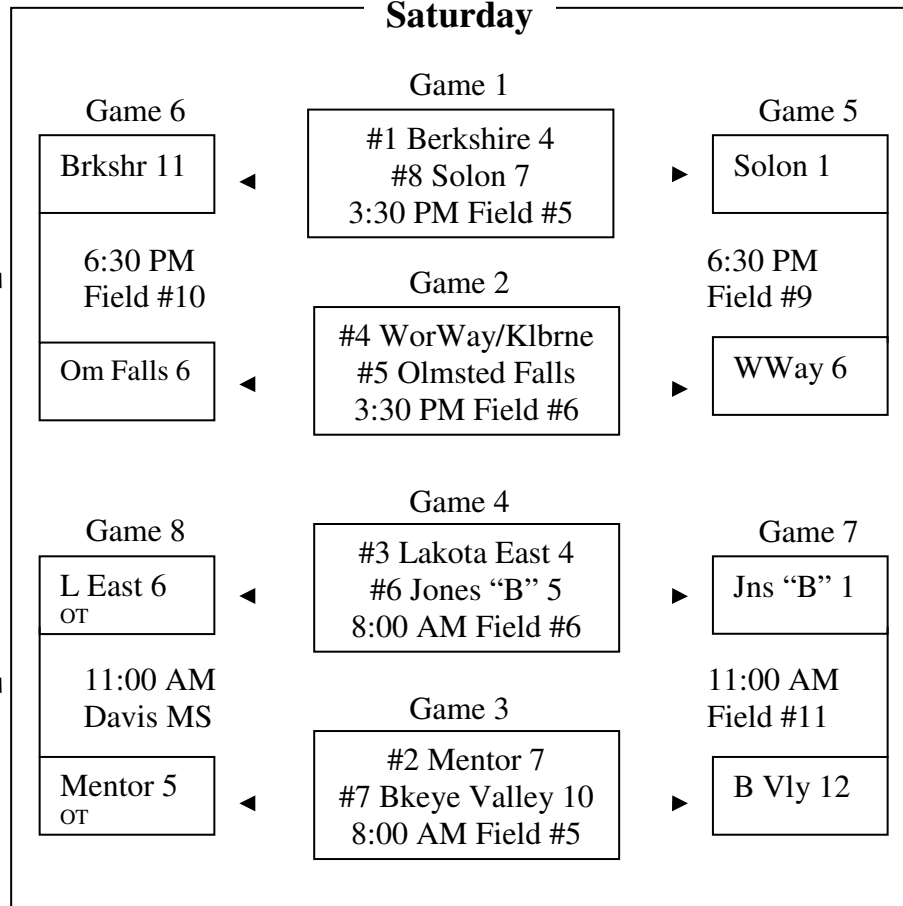 Saturday
Game 6
Game 1
Game 5
Brkshr 11
#1 Berkshire 4
#8 Solon 7
3:30 PM Field #5
Solon 1
6:30 PM
Field #10
Game 2
6:30 PM
Field #9
Om Falls 6
#4 WorWay/Klbrne
#5 Olmsted Falls
3:30 PM Field #6
WWay 6
Game 8
Game 4
Game 7
L East 6
OT
#3 Lakota East 4
#6 Jones “B” 5
8:00 AM Field #6
Jns “B” 1
11:00 AM
Davis MS
Game 3
11:00 AM
Field #11
Mentor 5
OT
#2 Mentor 7
#7 Bkeye Valley 10
8:00 AM Field #5
B Vly 12